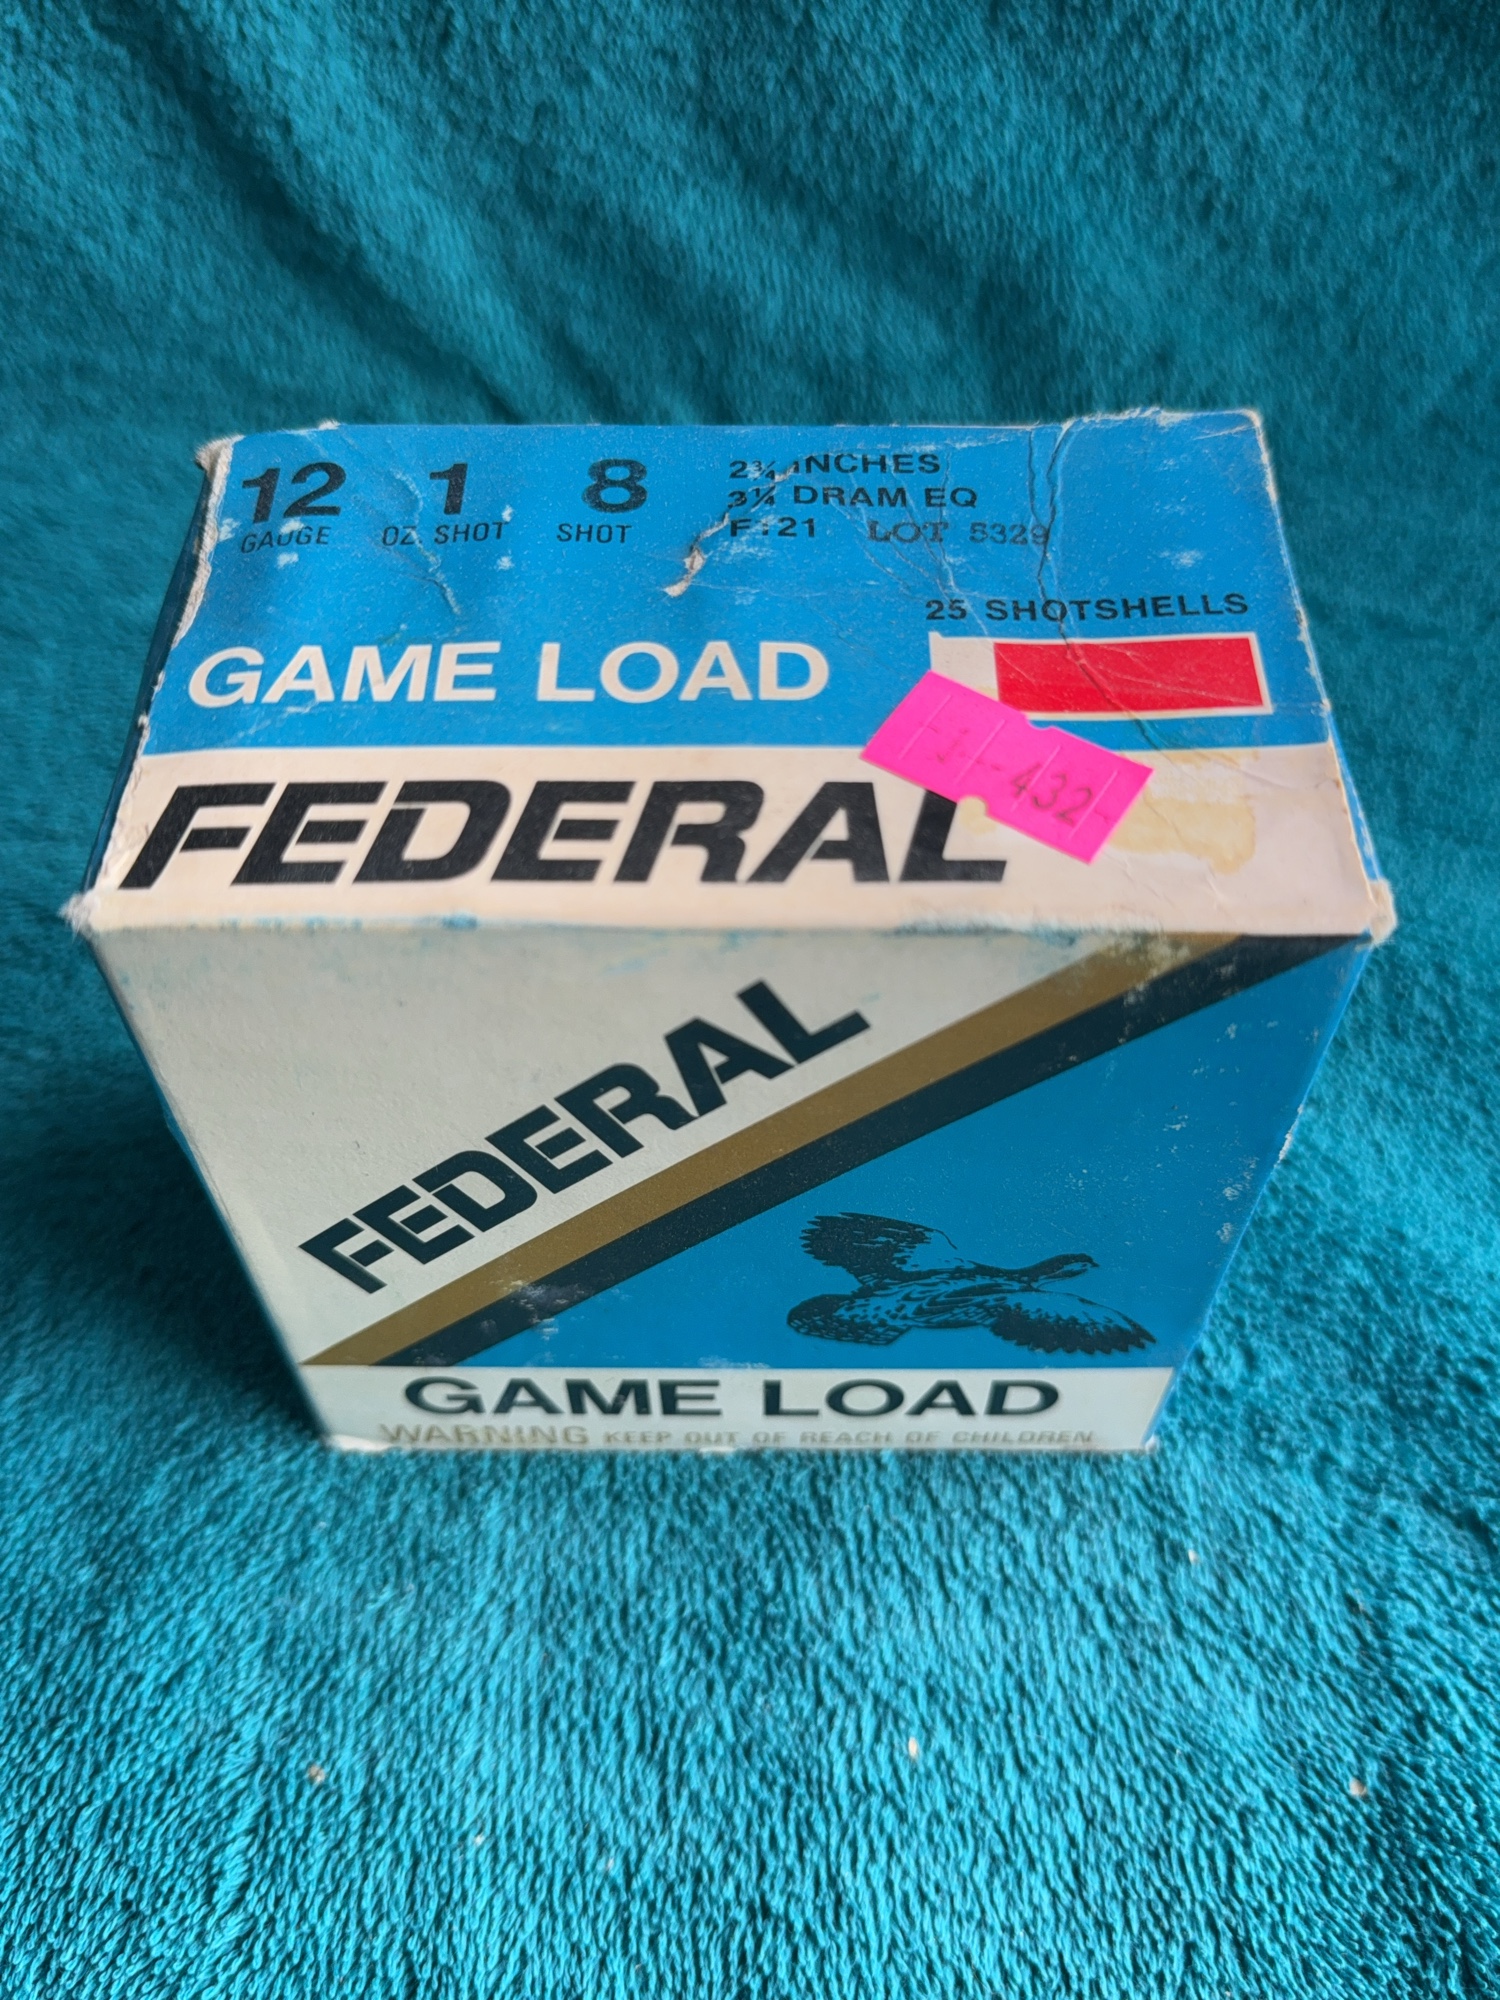 12 1 8
GAUGE OZ. SHOT SHOT
2¾ INCHES
3¼ DRAM EQ
F121 LOT 5329
25 SHOTSHELLS
GAME LOAD
FEDERAL
432
FEDERAL
GAME LOAD
WARNING KEEP OUT OF REACH OF CHILDREN